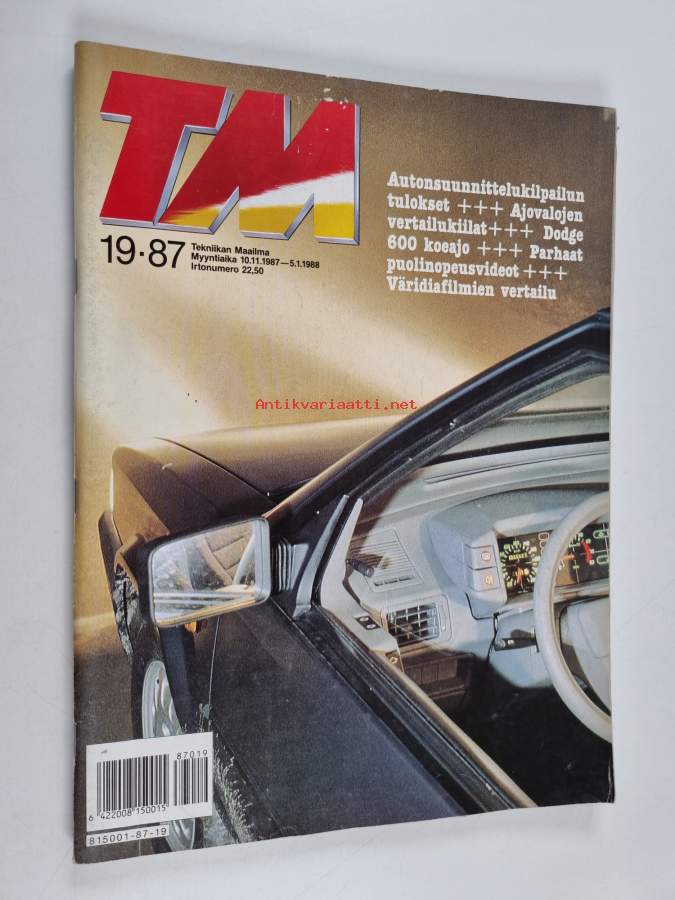 TM
19·87
Tekniikan Maailma
Myyntiaika 10.11.1987—5.1.1988
Irtonumero 22,50
Autonsuunnittelukilpailun
tulokset +++ Ajovalojen
vertailukiilat+++ Dodge
600 koeajo +++ Parhaat
puolinopeusvideot +++
Väridiafilmien vertailu
Antikvariaatti.net
87019
6 422008 150015
815001-87-19